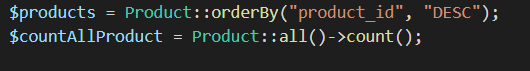 $products = Product::orderBy("product_id", "DESC");
$countAllProduct = Product::all()->count();